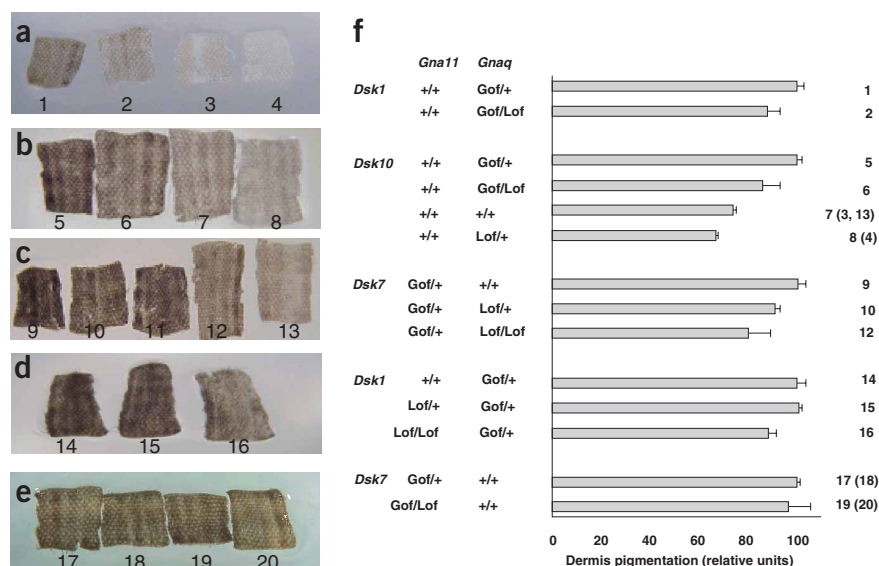 a
1 2 3 4
b
5 6 7 8
c
9 10 11 12 13
d
14 15 16
e
17 18 19 20
f
Gna11 Gnaq
Dsk1 +/+ Gof/+ 1
+/+ Gof/Lof 2
Dsk10 +/+ Gof/+ 5
+/+ Gof/Lof 6
+/+ +/+ 7 (3, 13)
+/+ Lof/+ 8 (4)
Dsk7 Gof/+ +/+ 9
Gof/+ Lof/+ 10
Gof/+ Lof/Lof 12
Dsk1 +/+ Gof/+ 14
Lof/+ Gof/+ 15
Lof/Lof Gof/+ 16
Dsk7 Gof/+ +/+ 17 (18)
Gof/Lof +/+ 19 (20)
0 20 40 60 80 100
Dermis pigmentation (relative units)